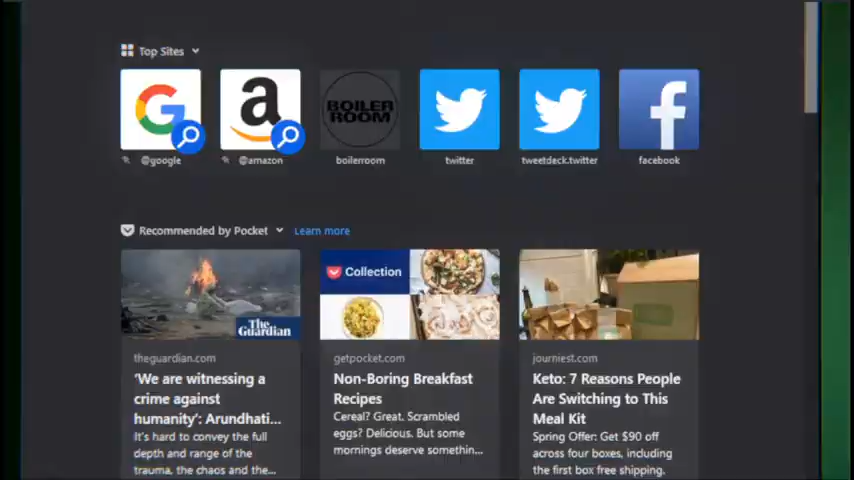 Top Sites
BOILER
ROOM
@google
@amazon
boilerroom
twitter
tweetdeck.twitter
facebook
Recommended by Pocket Learn more
The
Guardian
Collection
theguardian.com
'We are witnessing a
crime against
humanity': Arundhati...
It's hard to convey the full
depth and range of the
trauma, the chaos and the...
getpocket.com
Non-Boring Breakfast
Recipes
Cereal? Great. Scrambled
eggs? Delicious. But some
mornings deserve somethin...
journiest.com
Keto: 7 Reasons People
Are Switching to This
Meal Kit
Spring Offer: Get $90 off
across four boxes, including
the first box free shipping.